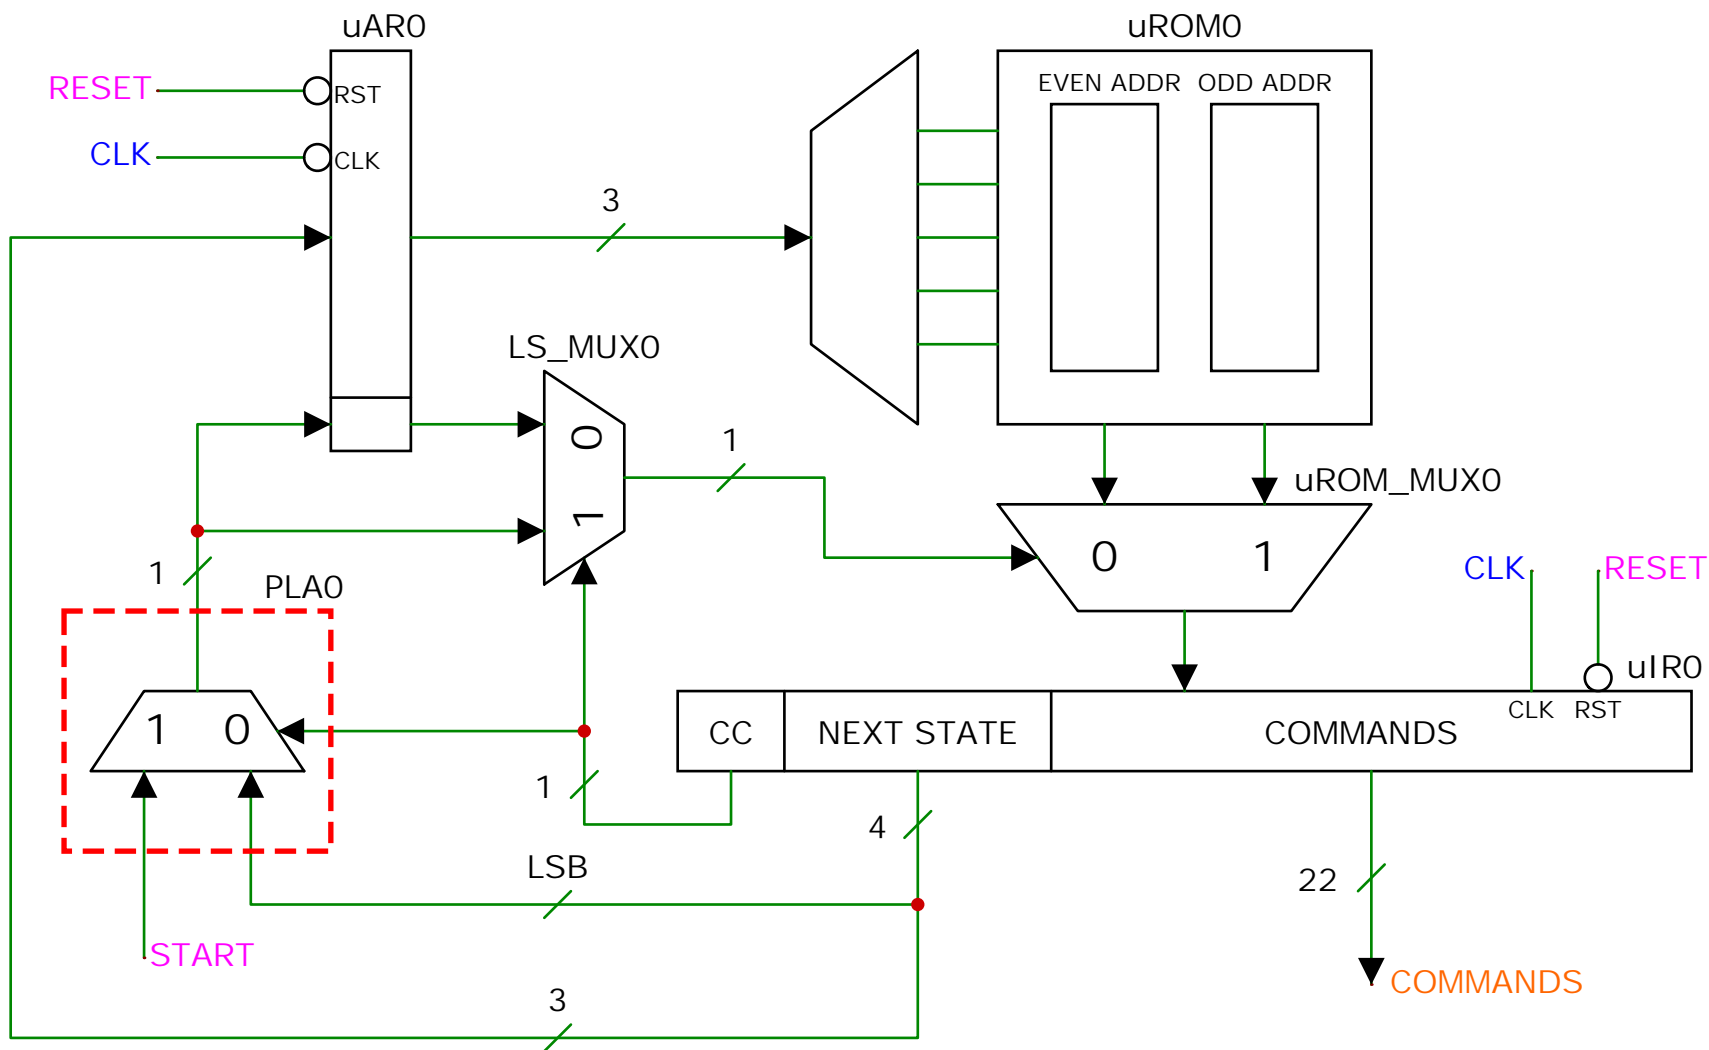 uAR0
uROM0
RESET
RST
EVEN ADDR
ODD ADDR
CLK
CLK
3
LS_MUX0
0
1
1
uROM_MUX0
0
1
1
PLA0
CLK
RESET
uIR0
1
0
CC
NEXT STATE
COMMANDS
CLK
RST
1
4
LSB
22
START
COMMANDS
3